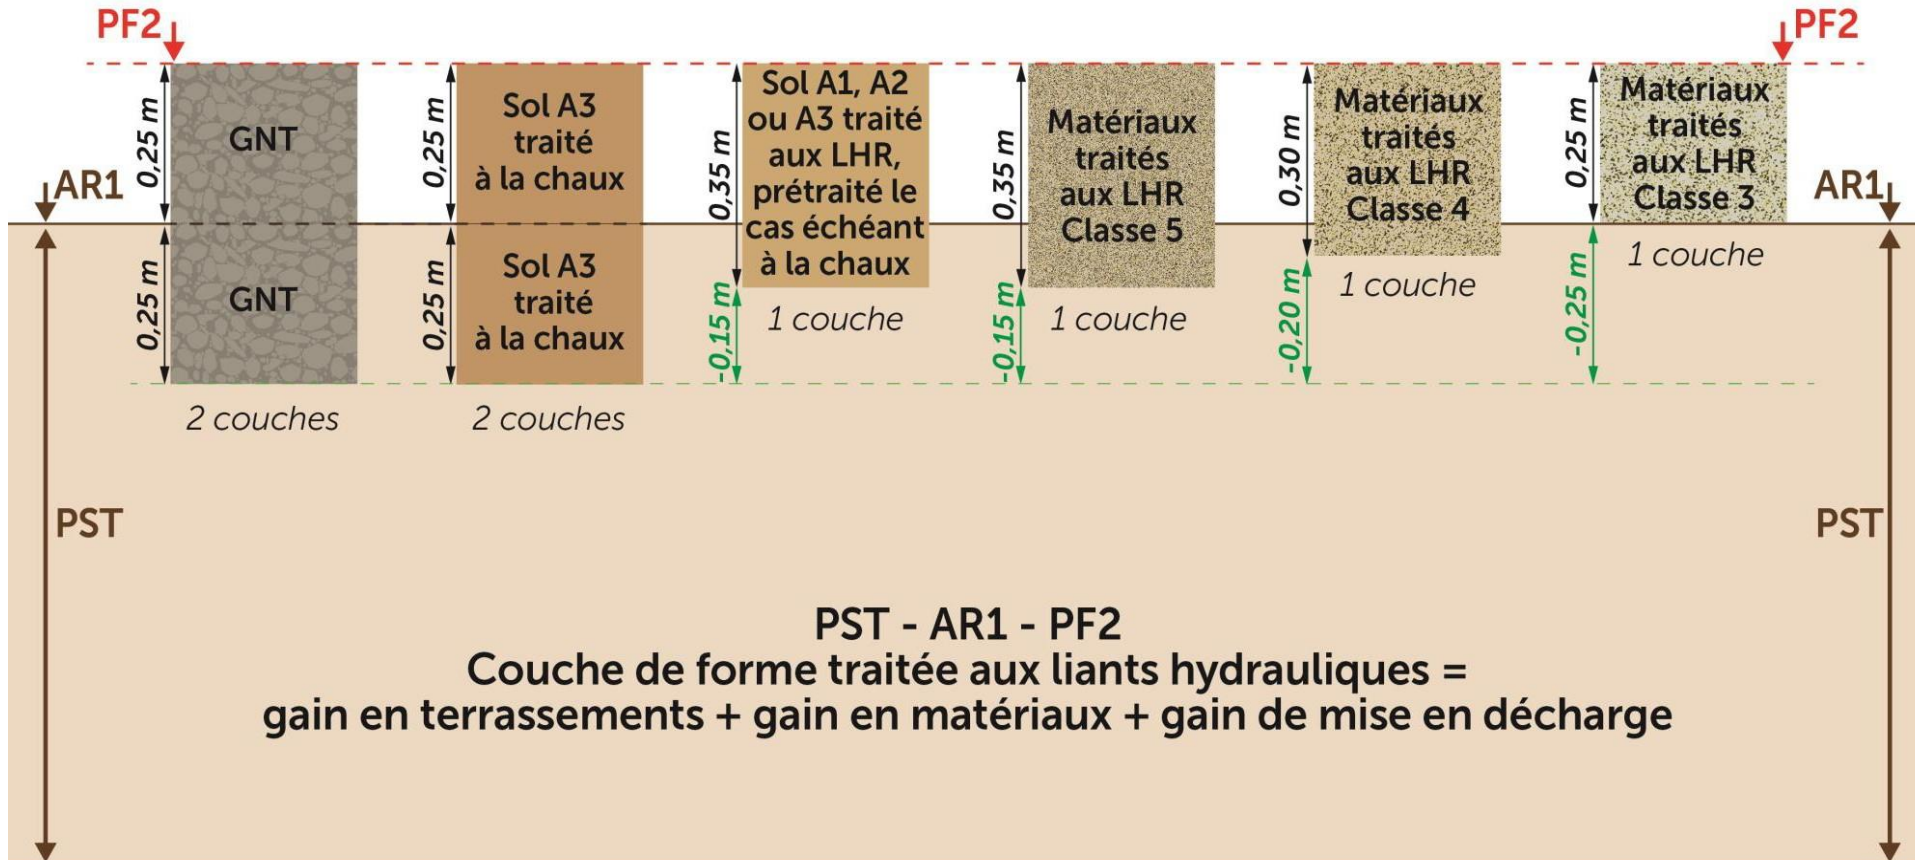 PF2
PF2
AR1
AR1
0,25 m
0,25 m
GNT
GNT
2 couches
0,25 m
0,25 m
Sol A3
traité
à la chaux
Sol A3
traité
à la chaux
2 couches
0,35 m
-0,15 m
Sol A1, A2
ou A3 traité
aux LHR,
prétraité le
cas échéant
à la chaux
1 couche
0,35 m
-0,15 m
Matériaux
traités
aux LHR
Classe 5
1 couche
0,30 m
-0,20 m
Matériaux
traités
aux LHR
Classe 4
1 couche
0,25 m
-0,25 m
Matériaux
traités
aux LHR
Classe 3
1 couche
PST
PST
PST - AR1 - PF2
Couche de forme traitée aux liants hydrauliques =
gain en terrassements + gain en matériaux + gain de mise en décharge